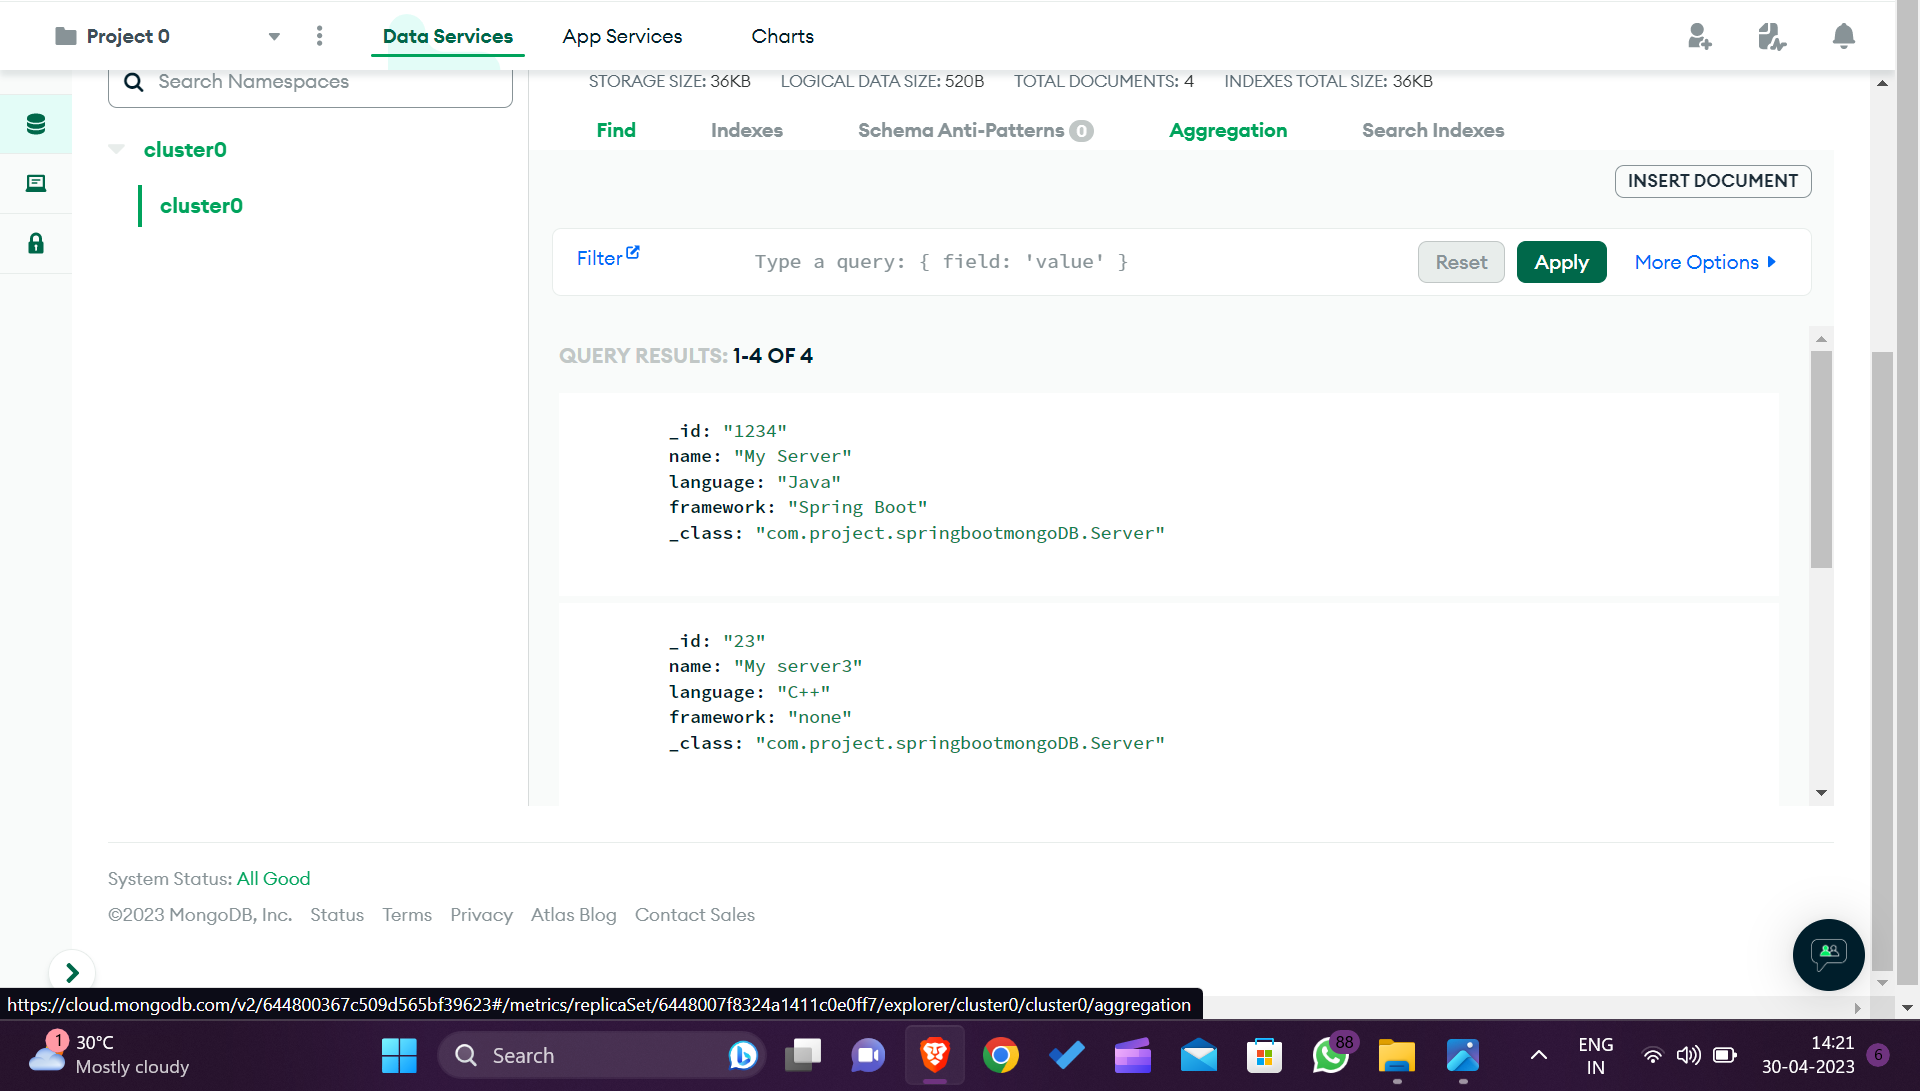 Project 0
Data Services
App Services
Charts
Search Namespaces
STORAGE SIZE: 36KB LOGICAL DATA SIZE: 520B TOTAL DOCUMENTS: 4 INDEXES TOTAL SIZE: 36KB
cluster0
cluster0
Find Indexes Schema Anti-Patterns 0 Aggregation Search Indexes
INSERT DOCUMENT
Filter Type a query: { field: 'value' } Reset Apply More Options
QUERY RESULTS: 1-4 OF 4
_id: "1234"
name: "My Server"
language: "Java"
framework: "Spring Boot"
_class: "com.project.springbootmongoDB.Server"
_id: "23"
name: "My server3"
language: "C++"
framework: "none"
_class: "com.project.springbootmongoDB.Server"
System Status: All Good
©2023 MongoDB, Inc. Status Terms Privacy Atlas Blog Contact Sales
https://cloud.mongodb.com/v2/644800367c509d565bf39623#/metrics/replicaSet/6448007f8324a1411c0e0ff7/explorer/cluster0/cluster0/aggregation
1
30°C
Mostly cloudy
Search
88
ENG
IN
14:21
30-04-2023
6